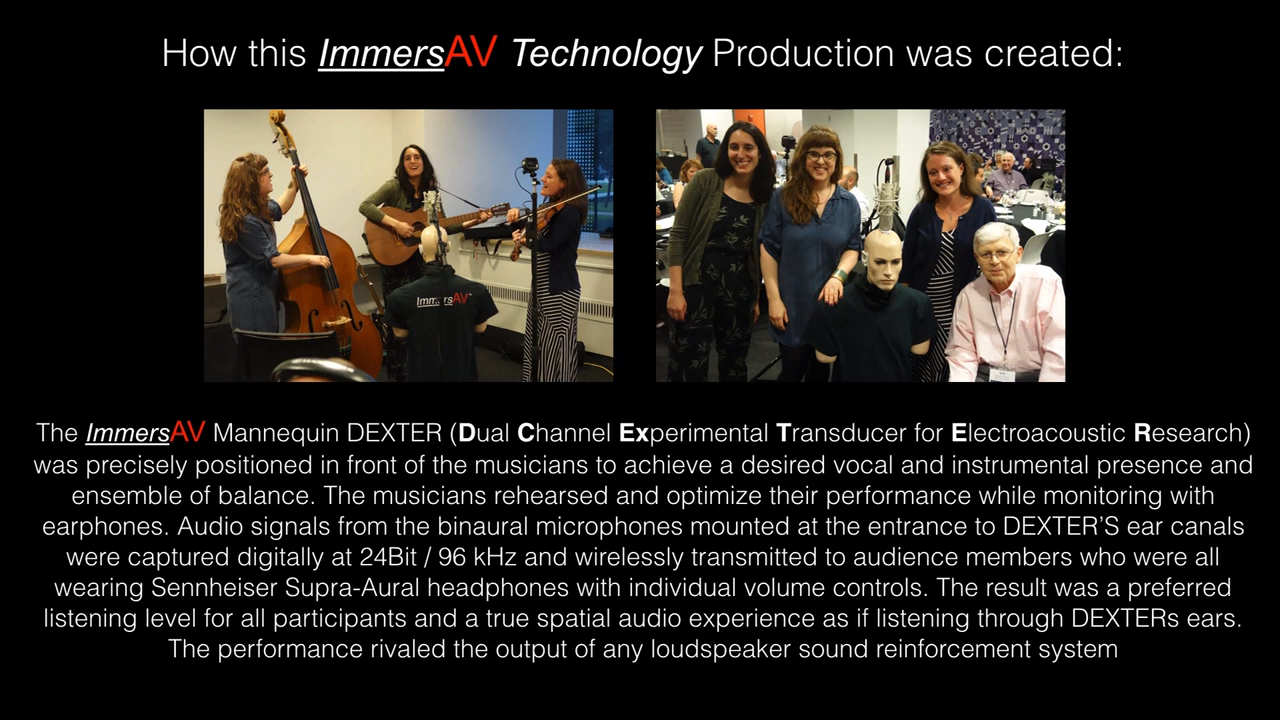 How this ImmersAV Technology Production was created:
ImmersAV
The ImmersAV Mannequin DEXTER (Dual Channel Experimental Transducer for Electroacoustic Research)
was precisely positioned in front of the musicians to achieve a desired vocal and instrumental presence and
ensemble of balance. The musicians rehearsed and optimize their performance while monitoring with
earphones. Audio signals from the binaural microphones mounted at the entrance to DEXTER’S ear canals
were captured digitally at 24Bit / 96 kHz and wirelessly transmitted to audience members who were all
wearing Sennheiser Supra-Aural headphones with individual volume controls. The result was a preferred
listening level for all participants and a true spatial audio experience as if listening through DEXTERs ears.
The performance rivaled the output of any loudspeaker sound reinforcement system